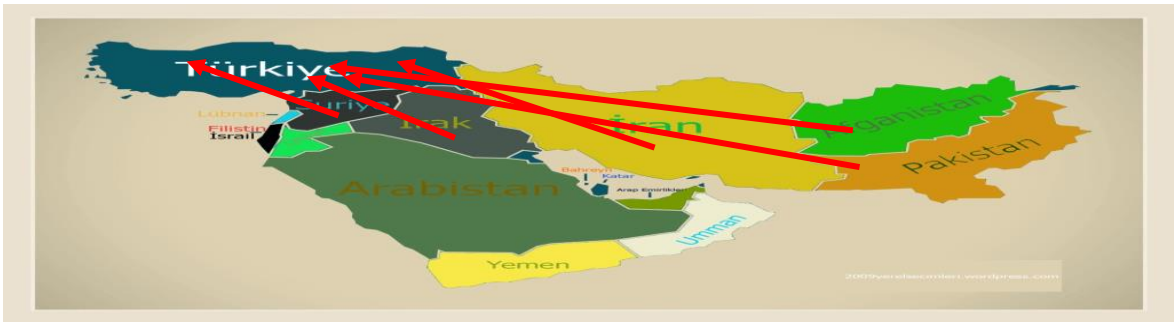 Türkiye
Suriye
Lübnan
Filistin
İsrail
Irak
İran
Afganistan
Pakistan
Arabistan
Bahreyn
Katar
Arap Emirlikleri
Umman
Yemen